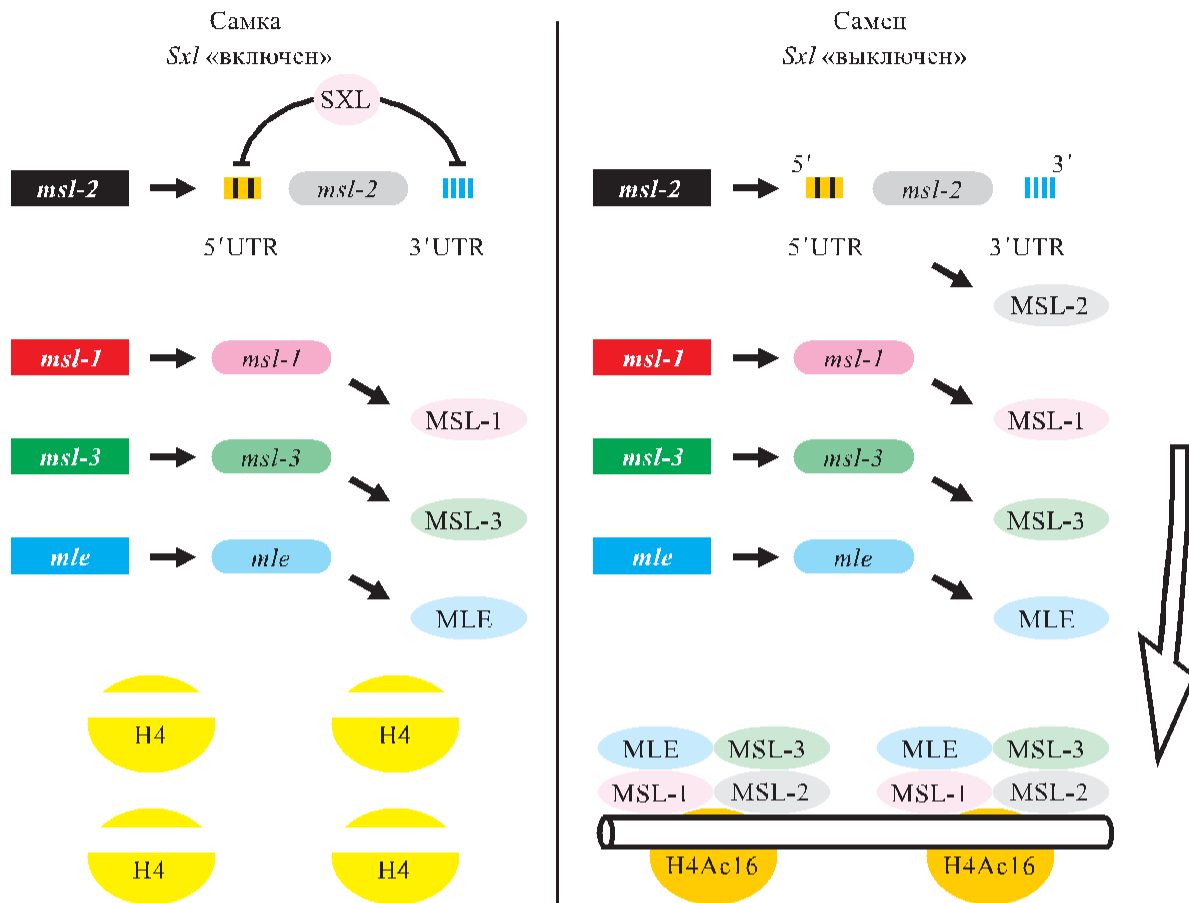 Самка
Sxl «включен»
SXL
msl-2
msl-2
5'UTR
3'UTR
msl-1
msl-1
MSL-1
msl-3
msl-3
MSL-3
mle
mle
MLE
H4
H4
H4
H4
Самец
Sxl «выключен»
5'
3'
msl-2
msl-2
5'UTR
3'UTR
MSL-2
msl-1
msl-1
MSL-1
msl-3
msl-3
MSL-3
mle
mle
MLE
MLE
MSL-3
MLE
MSL-3
MSL-1
MSL-2
MSL-1
MSL-2
H4Ac16
H4Ac16